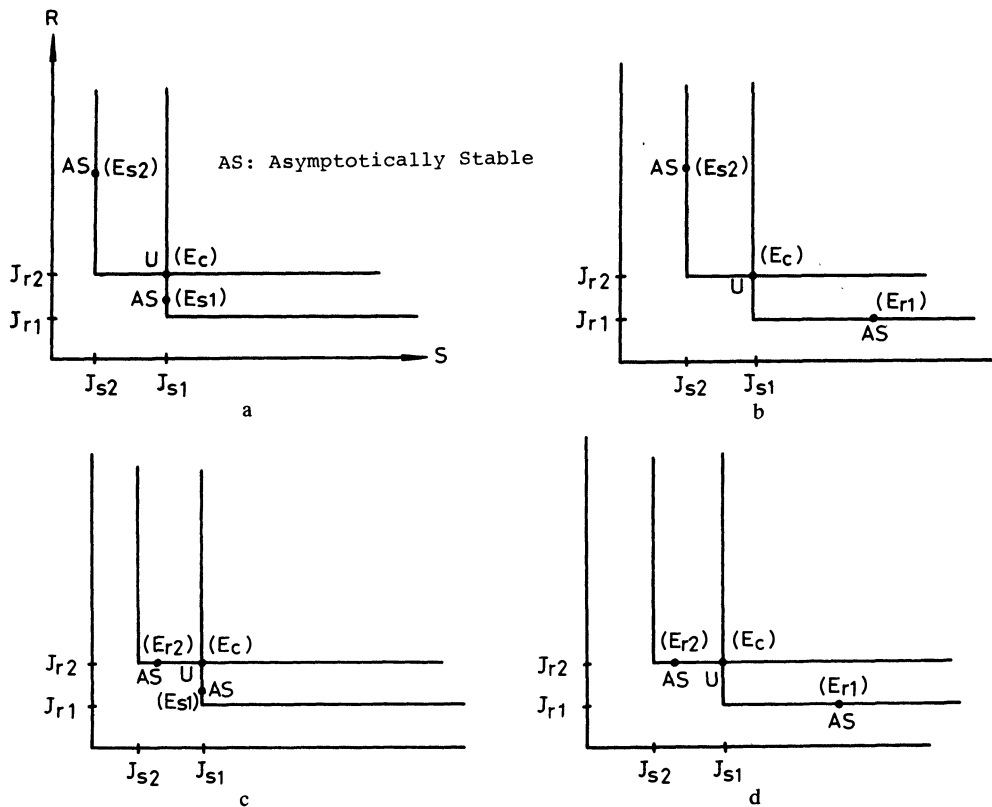 R
AS (Es2)
AS: Asymptotically Stable
U (Ec)
Jr2
AS (Es1)
Jr1
S
Js2 Js1
a
AS (Es2)
(Ec)
Jr2
U
(Er1)
Jr1
AS
Js2 Js1
b
(Er2) (Ec)
Jr2
AS U
AS
(Es1)
Jr1
Js2 Js1
c
(Er2) (Ec)
Jr2
AS U
(Er1)
Jr1
AS
Js2 Js1
d